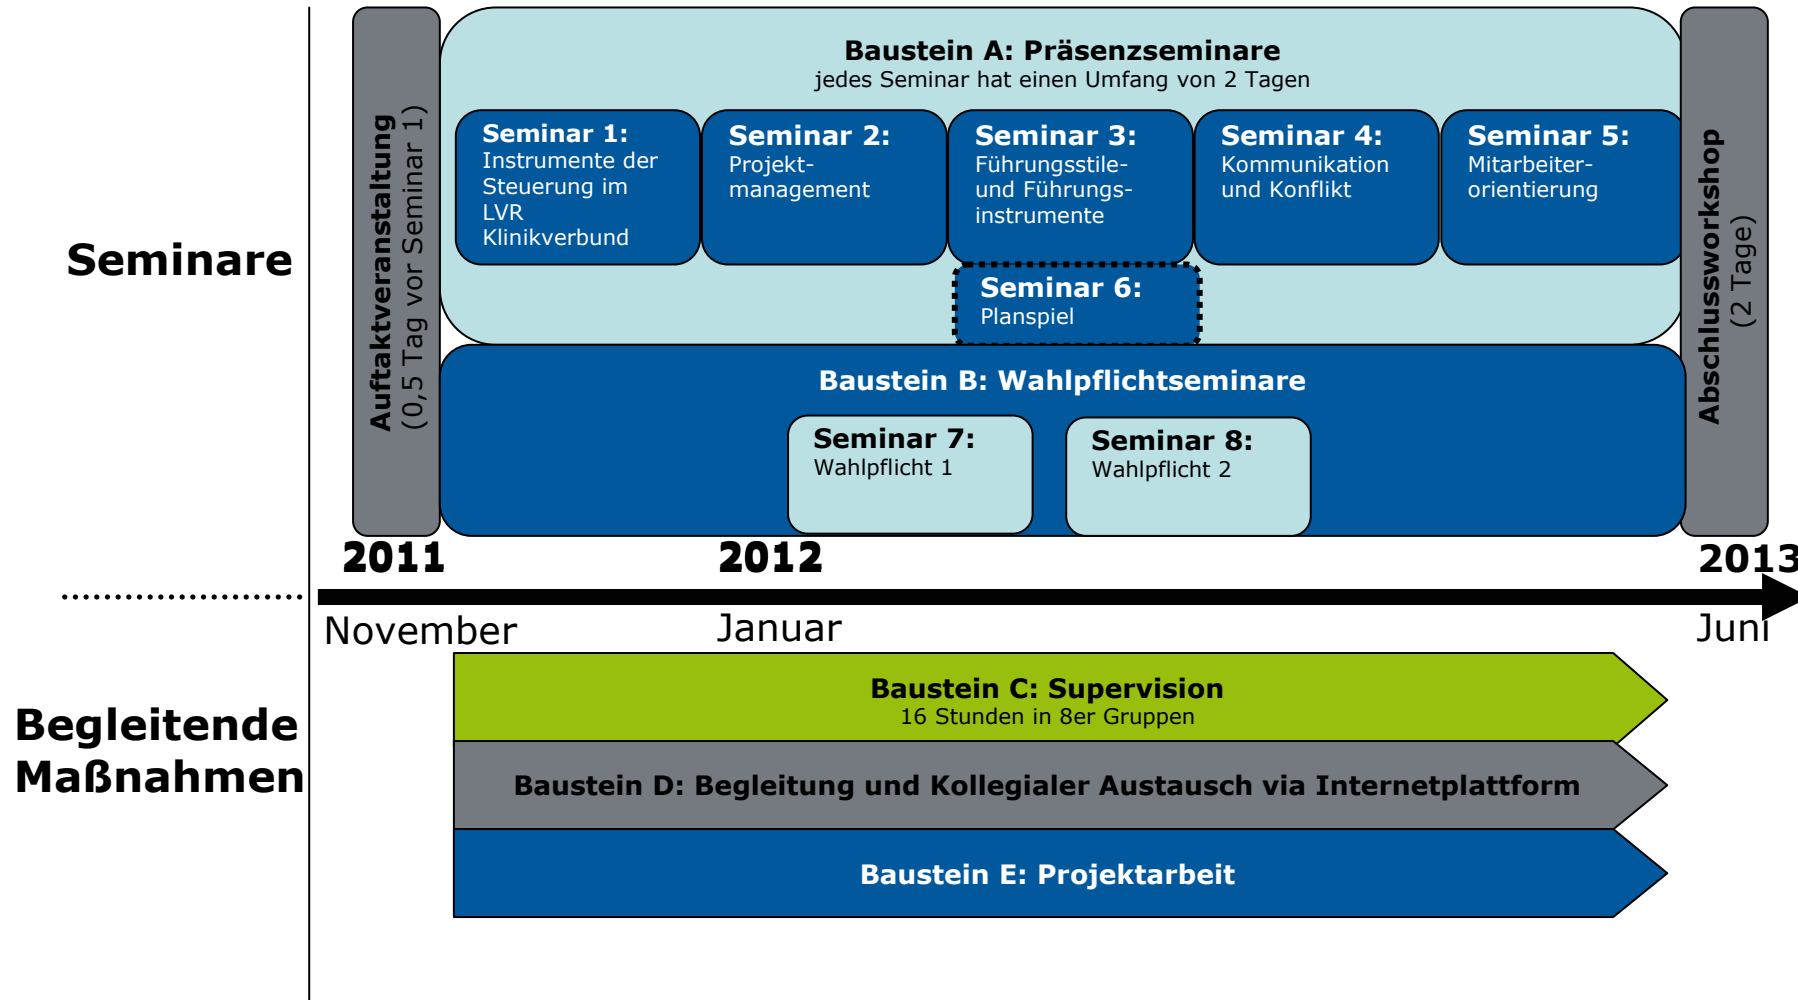 Baustein A: Präsenzseminare
jedes Seminar hat einen Umfang von 2 Tagen
Auftaktveranstaltung
(0,5 Tag vor Seminar 1)
Seminar 1:
Instrumente der
Steuerung im
LVR
Klinikverbund
Seminar 2:
Projekt-
management
Seminar 3:
Führungsstile-
und Führungs-
instrumente
Seminar 4:
Kommunikation
und Konflikt
Seminar 5:
Mitarbeiter-
orientierung
Abschlussworkshop
(2 Tage)
Seminare
Seminar 6:
Planspiel
Baustein B: Wahlpflichtseminare
Seminar 7:
Wahlpflicht 1
Seminar 8:
Wahlpflicht 2
2011
2012
2013
November
Januar
Juni
Begleitende
Maßnahmen
Baustein C: Supervision
16 Stunden in 8er Gruppen
Baustein D: Begleitung und Kollegialer Austausch via Internetplattform
Baustein E: Projektarbeit